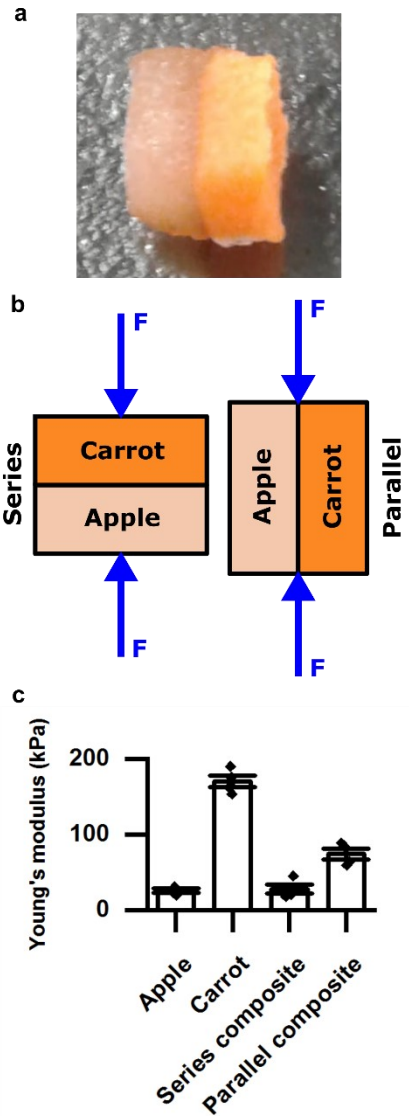 a
b
F
F
Series
Carrot
Apple
Apple
Carrot
Parallel
F
F
c
Young's modulus (kPa)
200
100
0
Apple
Carrot
Series composite
Parallel composite